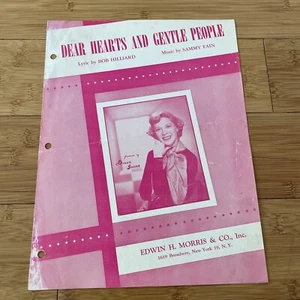 DEAR HEARTS AND GENTLE PEOPLE
Lyric by BOB HILLIARD
Music by SAMMY FAIN
EDWIN H. MORRIS & CO., Inc.
1619 Broadway, New York 19, N. Y.